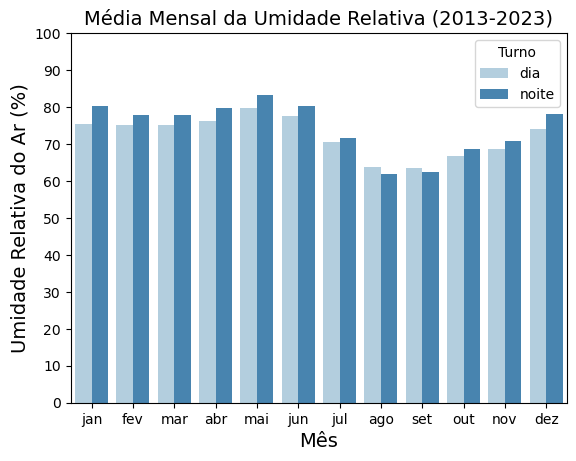 Média Mensal da Umidade Relativa (2013-2023)
Umidade Relativa do Ar (%)
100
90
80
70
60
50
40
30
20
10
0
Turno
dia
noite
jan fev mar abr mai jun jul ago set out nov dez
Mês